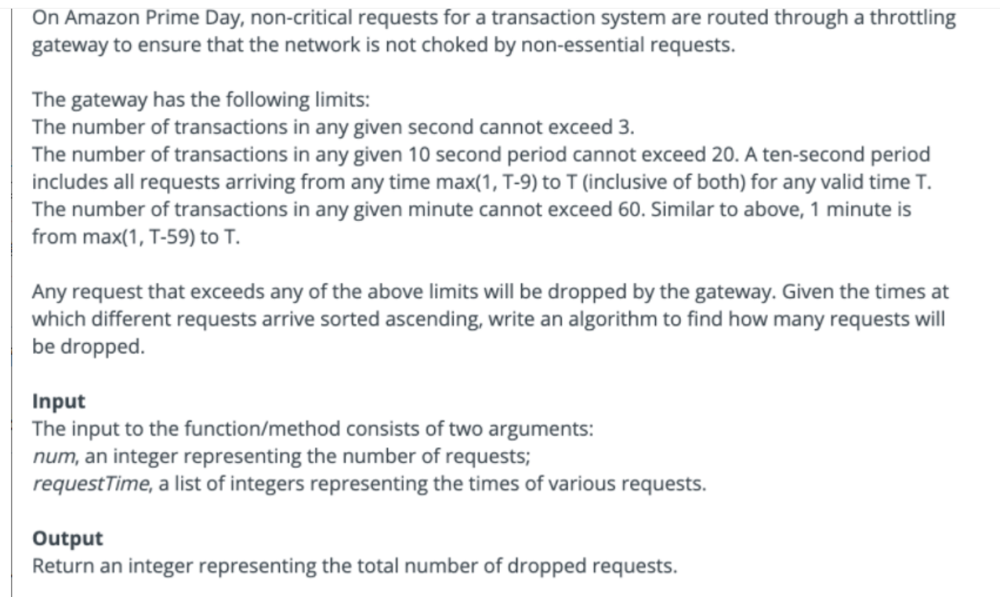 On Amazon Prime Day, non-critical requests for a transaction system are routed through a throttling
gateway to ensure that the network is not choked by non-essential requests.
The gateway has the following limits:
The number of transactions in any given second cannot exceed 3.
The number of transactions in any given 10 second period cannot exceed 20. A ten-second period
includes all requests arriving from any time max(1, T-9) to T (inclusive of both) for any valid time T.
The number of transactions in any given minute cannot exceed 60. Similar to above, 1 minute is
from max(1, T-59) to T.
Any request that exceeds any of the above limits will be dropped by the gateway. Given the times at
which different requests arrive sorted ascending, write an algorithm to find how many requests will
be dropped.
Input
The input to the function/method consists of two arguments:
num, an integer representing the number of requests;
requestTime, a list of integers representing the times of various requests.
Output
Return an integer representing the total number of dropped requests.